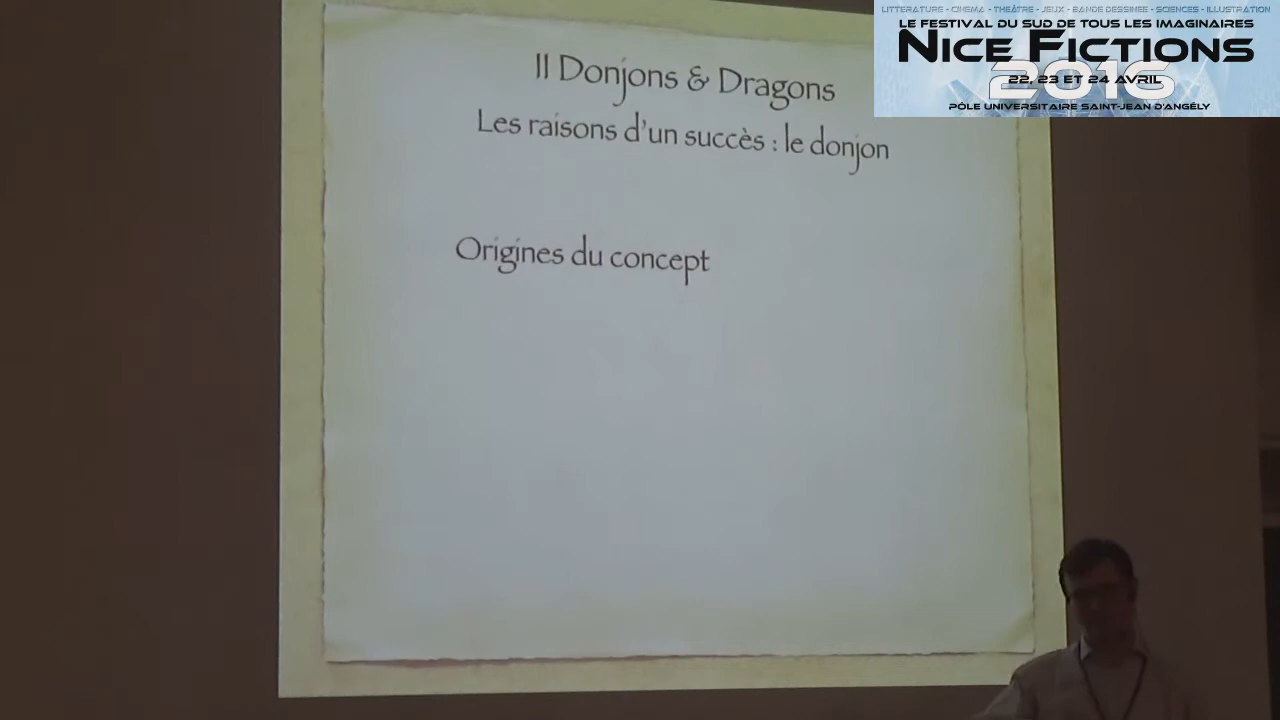 LITTERATURE - CINEMA - THEÂTRE - JEUX - BANDE DESSINEE - SCIENCES - ILLUSTRATION
LE FESTIVAL DU SUD DE TOUS LES IMAGINAIRES
NICE FICTIONS
2016
22, 23 ET 24 AVRIL
PÔLE UNIVERSITAIRE SAINT-JEAN D'ANGÉLY
II Donjons & Dragons
Les raisons d'un succès : le donjon
Origines du concept